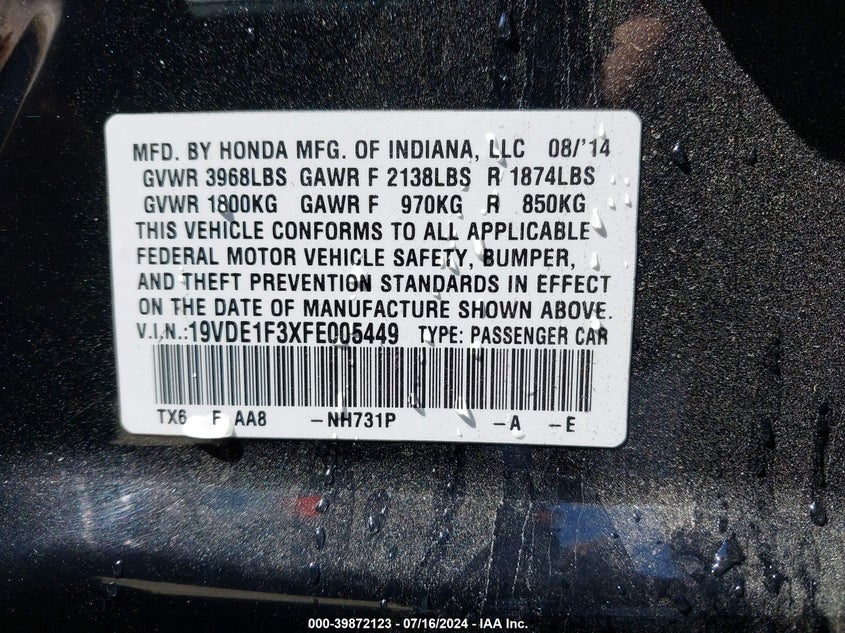 MFD. BY HONDA MFG. OF INDIANA, LLC 08/'14
GVWR 3968LBS GAWR F 2138LBS R 1874LBS
GVWR 1800KG GAWR F 970KG R 850KG
THIS VEHICLE CONFORMS TO ALL APPLICABLE
FEDERAL MOTOR VEHICLE SAFETY, BUMPER,
AND THEFT PREVENTION STANDARDS IN EFFECT
ON THE DATE OF MANUFACTURE SHOWN ABOVE.
V.I.N.:19VDE1F3XFE005449 TYPE: PASSENGER CAR
TX6 F AA8 -NH731P -A -E
000-39872123 / 07/16/2024 - IAA Inc.